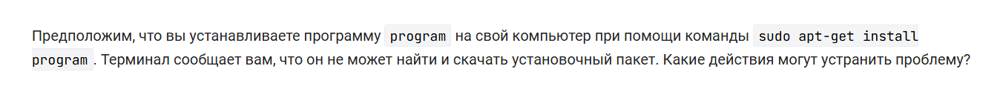 Предположим, что вы устанавливаете программу program на свой компьютер при помощи команды sudo apt-get install
program. Терминал сообщает вам, что он не может найти и скачать установочный пакет. Какие действия могут устранить проблему?